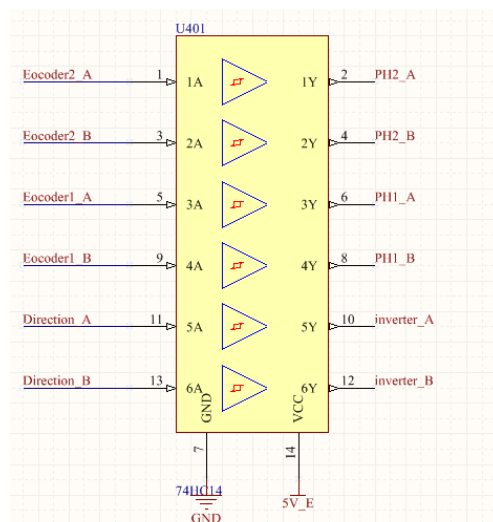 U401
Eocoder2_A 1 1A 1Y 2 PH2_A
Eocoder2_B 3 2A 2Y 4 PH2_B
Eocoder1_A 5 3A 3Y 6 PH1_A
Eocoder1_B 9 4A 4Y 8 PH1_B
Direction_A 11 5A 5Y 10 inverter_A
Direction_B 13 6A 6Y 12 inverter_B
GND VCC
7 14
74HC14
5V_E
GND